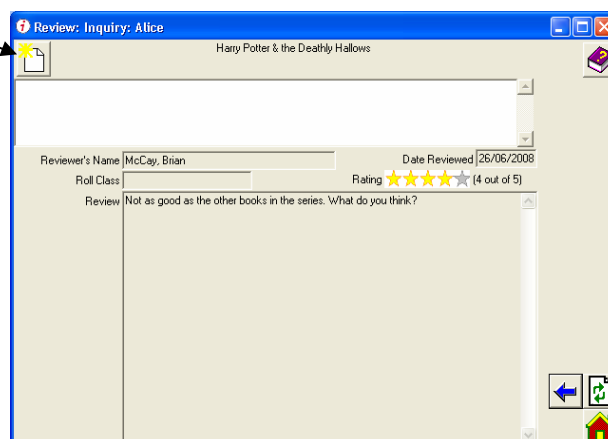 Review: Inquiry: Alice
Harry Potter & the Deathly Hallows
Reviewer's Name McCay, Brian Date Reviewed 26/06/2008
Roll Class Rating (4 out of 5)
Review Not as good as the other books in the series. What do you think?